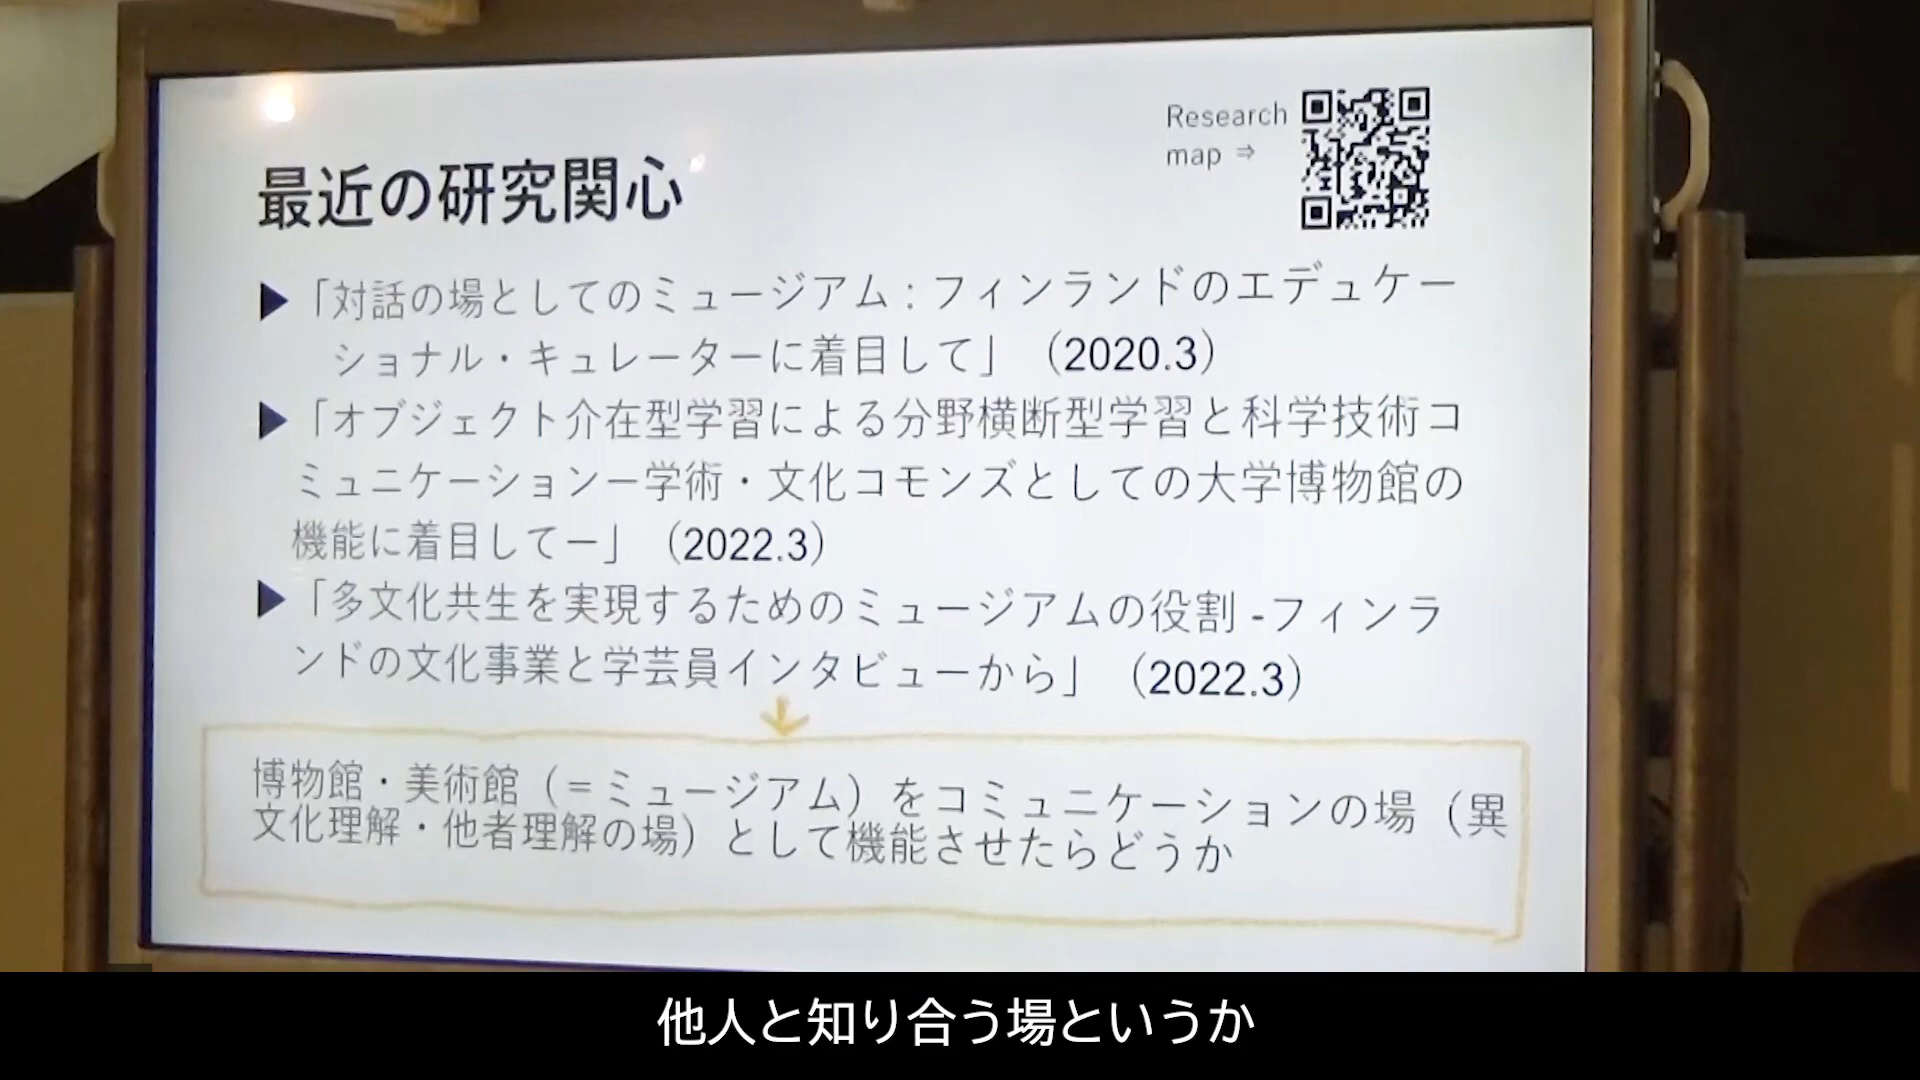 Research
map ⇒
最近の研究関心
▶「対話の場としてのミュージアム：フィンランドのエデュケー
ショナル・キュレーターに着目して」（2020.3）
▶「オブジェクト介在型学習による分野横断型学習と科学技術コ
ミュニケーションー学術・文化コモンズとしての大学博物館の
機能に着目してー」（2022.3）
▶「多文化共生を実現するためのミュージアムの役割 -フィンラ
ンドの文化事業と学芸員インタビューから」（2022.3）
博物館・美術館（＝ミュージアム）をコミュニケーションの場（異
文化理解・他者理解の場）として機能させたらどうか
他人と知り合う場というか